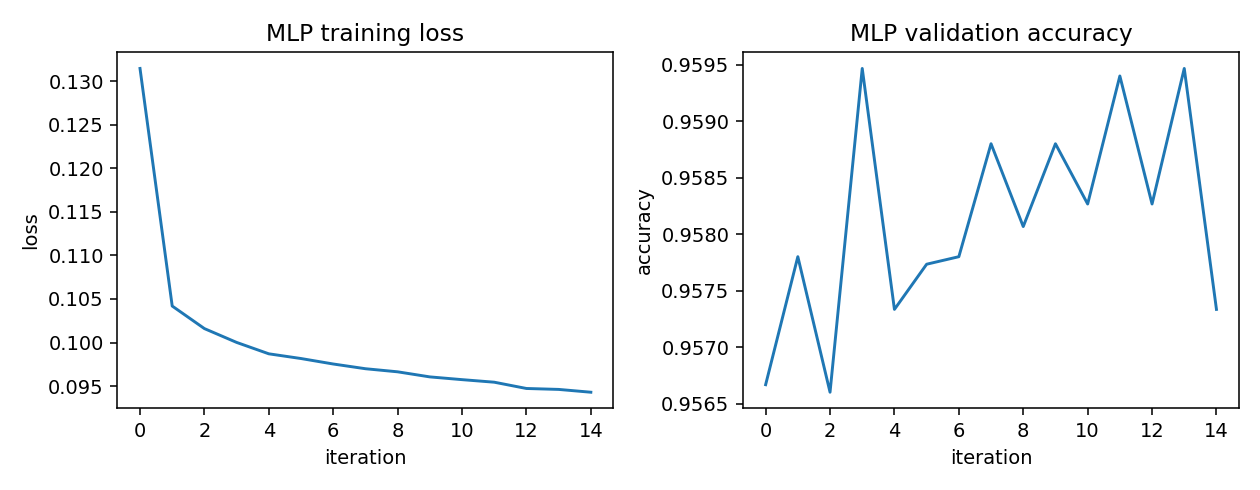 MLP training loss
0.130
0.125
0.120
0.115
0.110
0.105
0.100
0.095
loss
0 2 4 6 8 10 12 14
iteration
MLP validation accuracy
0.9595
0.9590
0.9585
0.9580
0.9575
0.9570
0.9565
accuracy
0 2 4 6 8 10 12 14
iteration